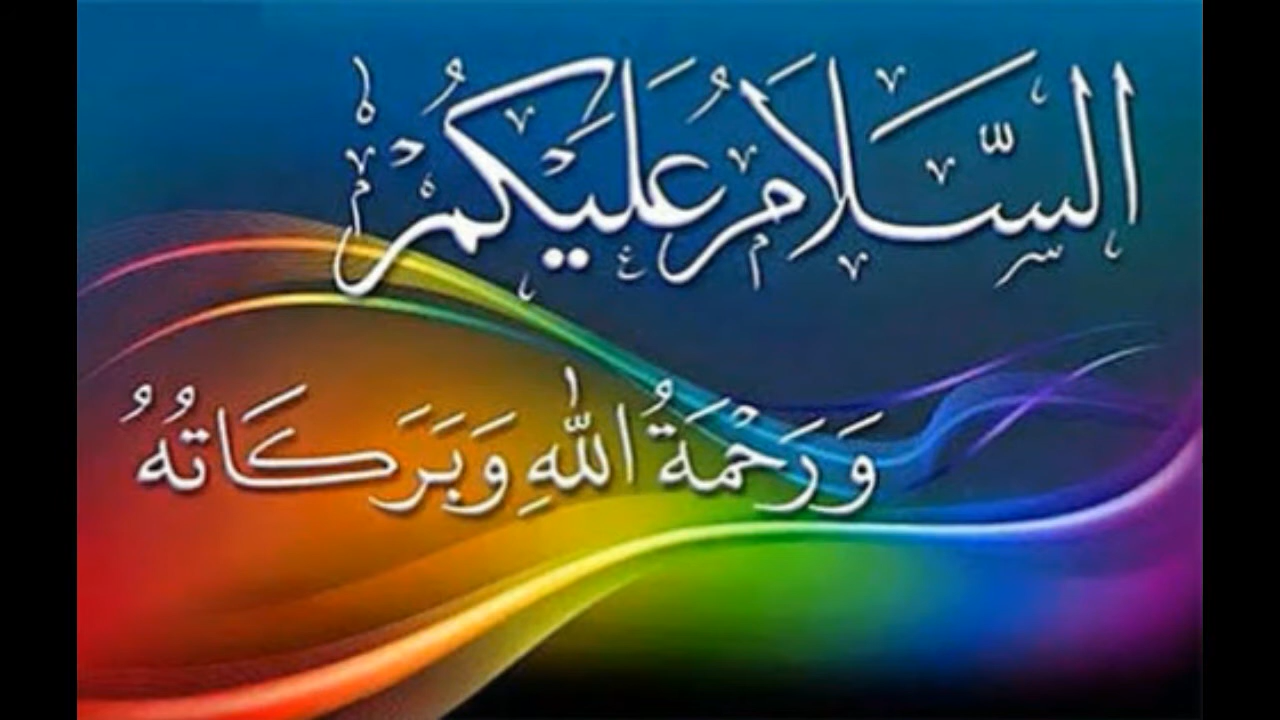 السَّلَامُ عَلَيْكُمْ
وَرَحْمَةُ اللهِ وَبَرَكَاتُهُ